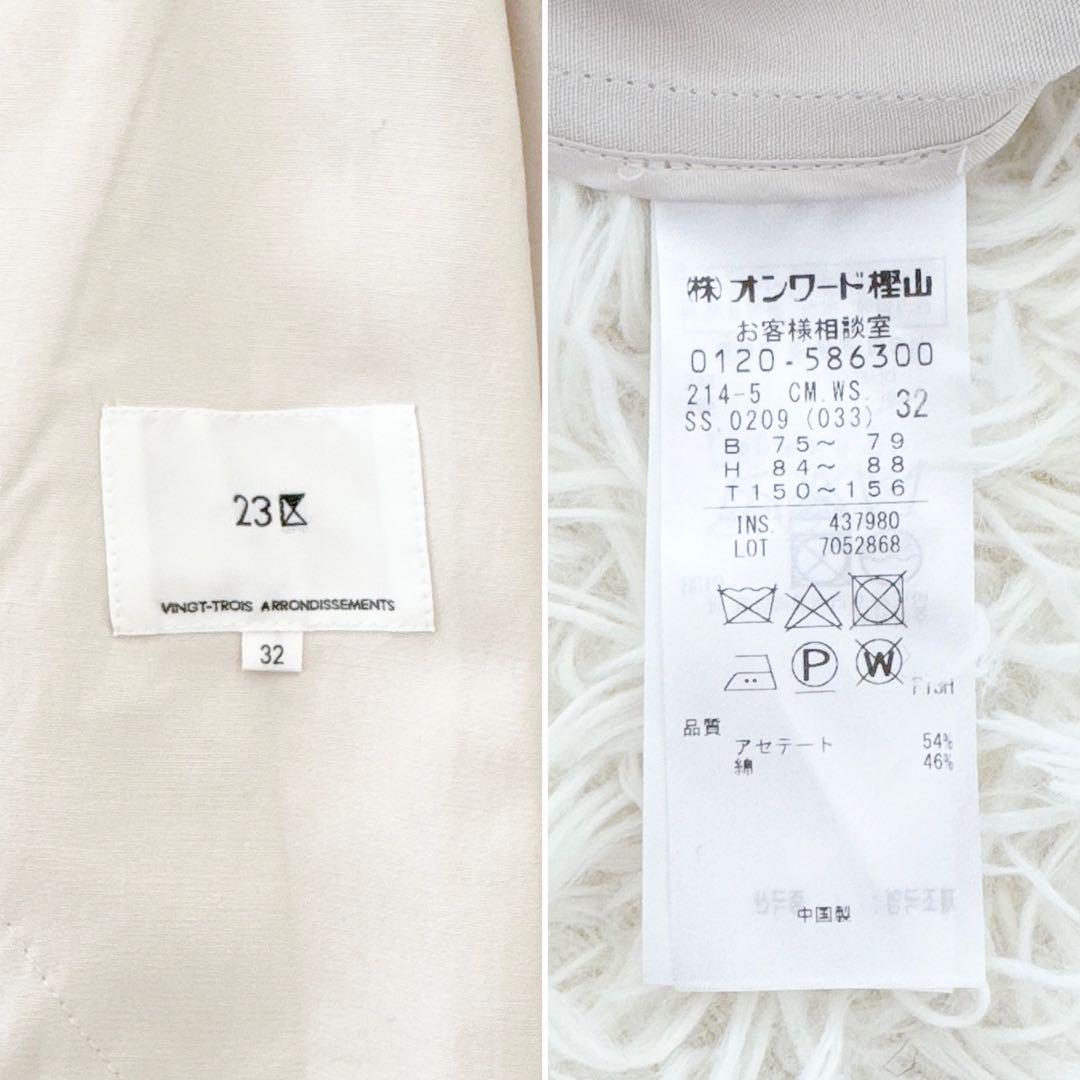 23区
VINGT-TROIS ARRONDISSEMENTS
32
(株)オンワード樫山
お客様相談室
0120-586300
214-5 CM.WS. 32
SS.0209 (033)
B 75~ 79
H 84~ 88
T150~156
INS. 437980
LOT 7052868
P W
品質
アセテート 54%
綿 46%
中国製